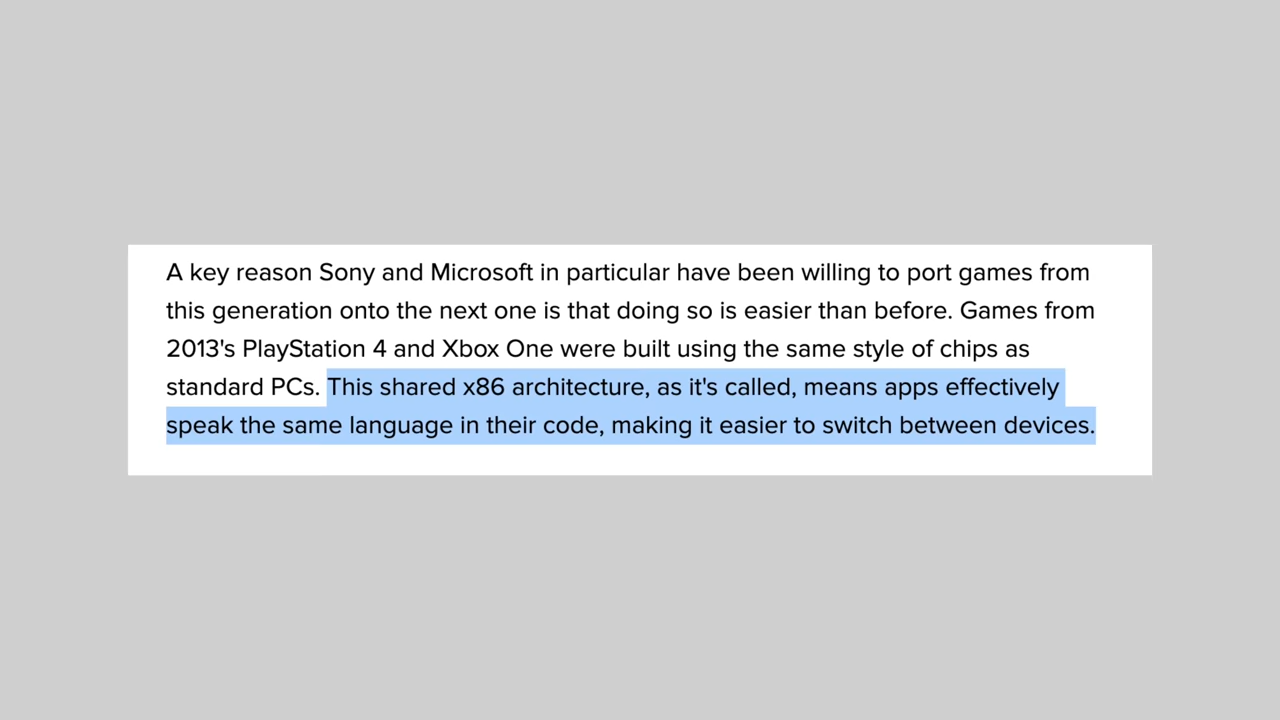 A key reason Sony and Microsoft in particular have been willing to port games from
this generation onto the next one is that doing so is easier than before. Games from
2013's PlayStation 4 and Xbox One were built using the same style of chips as
standard PCs. This shared x86 architecture, as it's called, means apps effectively
speak the same language in their code, making it easier to switch between devices.